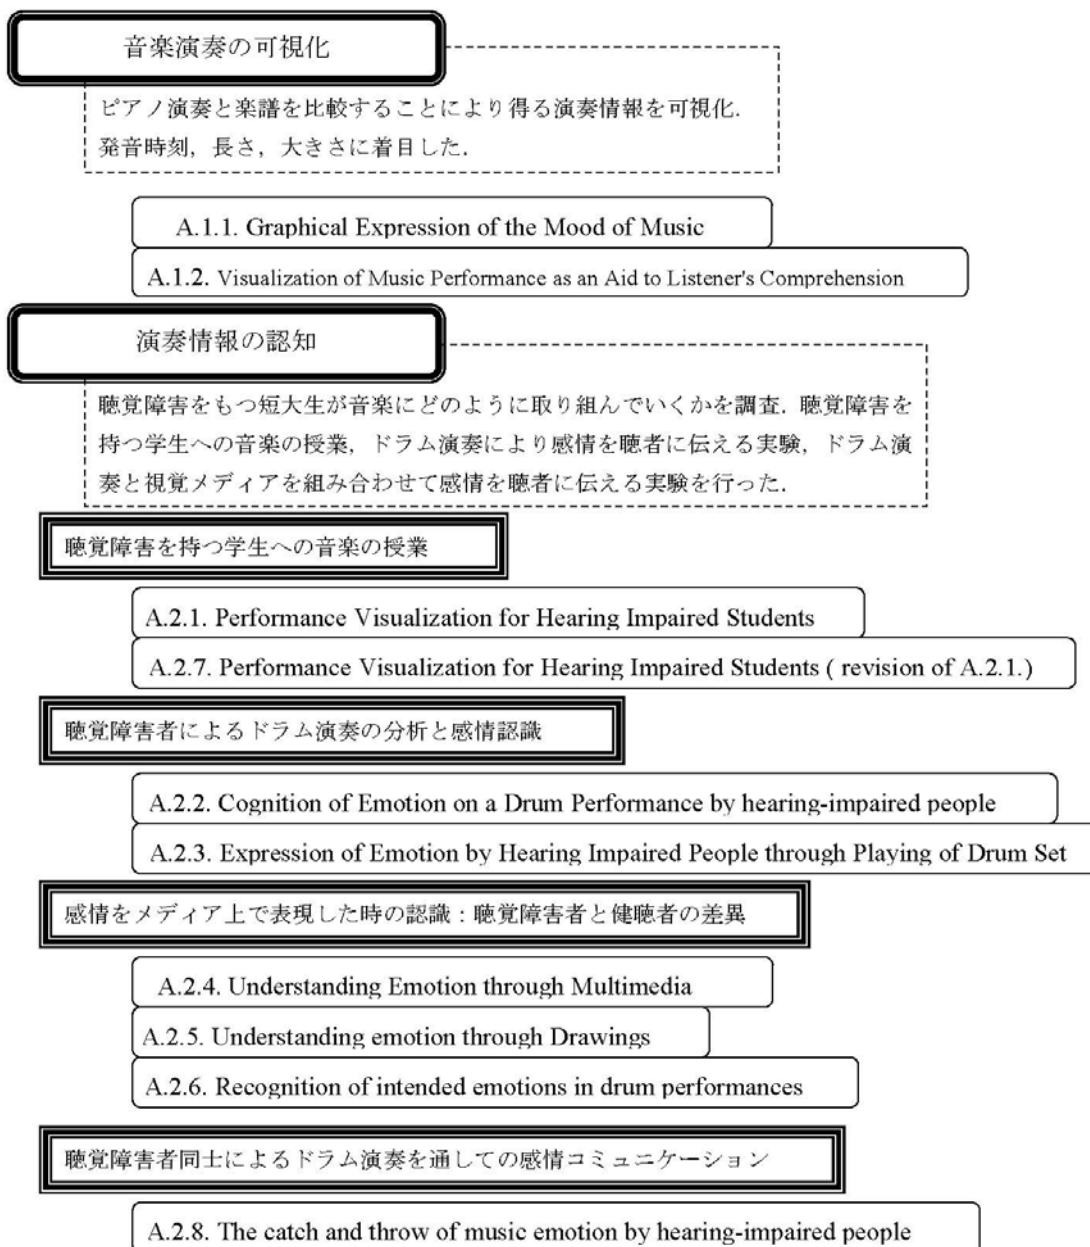 音楽演奏の可視化
ピアノ演奏と楽譜を比較することにより得る演奏情報を可視化.
発音時刻，長さ，大きさに着目した.
A.1.1. Graphical Expression of the Mood of Music
A.1.2. Visualization of Music Performance as an Aid to Listener's Comprehension
演奏情報の認知
聴覚障害をもつ短大生が音楽にどのように取り組んでいくかを調査. 聴覚障害を
持つ学生への音楽の授業，ドラム演奏により感情を聴者に伝える実験，ドラム演
奏と視覚メディアを組み合わせて感情を聴者に伝える実験を行った.
聴覚障害を持つ学生への音楽の授業
A.2.1. Performance Visualization for Hearing Impaired Students
A.2.7. Performance Visualization for Hearing Impaired Students ( revision of A.2.1.)
聴覚障害者によるドラム演奏の分析と感情認識
A.2.2. Cognition of Emotion on a Drum Performance by hearing-impaired people
A.2.3. Expression of Emotion by Hearing Impaired People through Playing of Drum Set
感情をメディア上で表現した時の認識：聴覚障害者と健聴者の差異
A.2.4. Understanding Emotion through Multimedia
A.2.5. Understanding emotion through Drawings
A.2.6. Recognition of intended emotions in drum performances
聴覚障害者同士によるドラム演奏を通しての感情コミュニケーション
A.2.8. The catch and throw of music emotion by hearing-impaired people